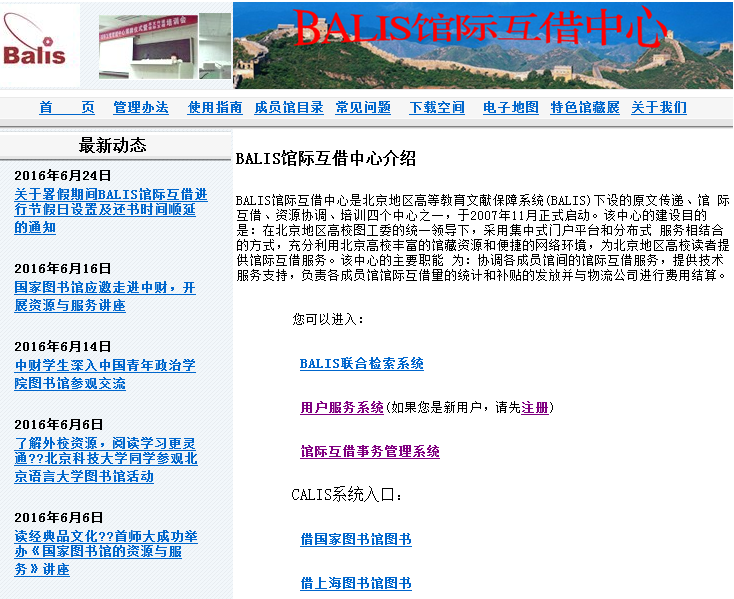 Balis
BALIS馆际互借中心
首 页 管理办法 使用指南 成员馆目录 常见问题 下载空间 电子地图 特色馆藏展 关于我们
最新动态
2016年6月24日
关于暑假期间BALIS馆际互借进
行节假日设置及还书时间顺延
的通知
2016年6月16日
国家图书馆应邀走进中财，开
展资源与服务讲座
2016年6月14日
中财学生深入中国青年政治学
院图书馆参观交流
2016年6月6日
了解外校资源，阅读学习更灵
通??北京科技大学同学参观北
京语言大学图书馆活动
2016年6月6日
读经典品文化??首师大成功举
办《国家图书馆的资源与服
务》讲座
BALIS馆际互借中心介绍
BALIS馆际互借中心是北京地区高等教育文献保障系统(BALIS)下设的原文传递、馆 际
互借、资源协调、培训四个中心之一，于2007年11月正式启动。该中心的建设目的
是：在北京地区高校图工委的统一领导下，采用集中式门户平台和分布式 服务相结合
的方式，充分利用北京高校丰富的馆藏资源和便捷的网络环境，为北京地区高校读者提
供馆际互借服务。该中心的主要职能 为：协调各成员馆间的馆际互借服务，提供技术
服务支持，负责各成员馆馆际互借量的统计和补贴的发放并与物流公司进行费用结算。
您可以进入：
BALIS联合检索系统
用户服务系统(如果您是新用户，请先注册)
馆际互借事务管理系统
CALIS系统入口：
借国家图书馆图书
借上海图书馆图书